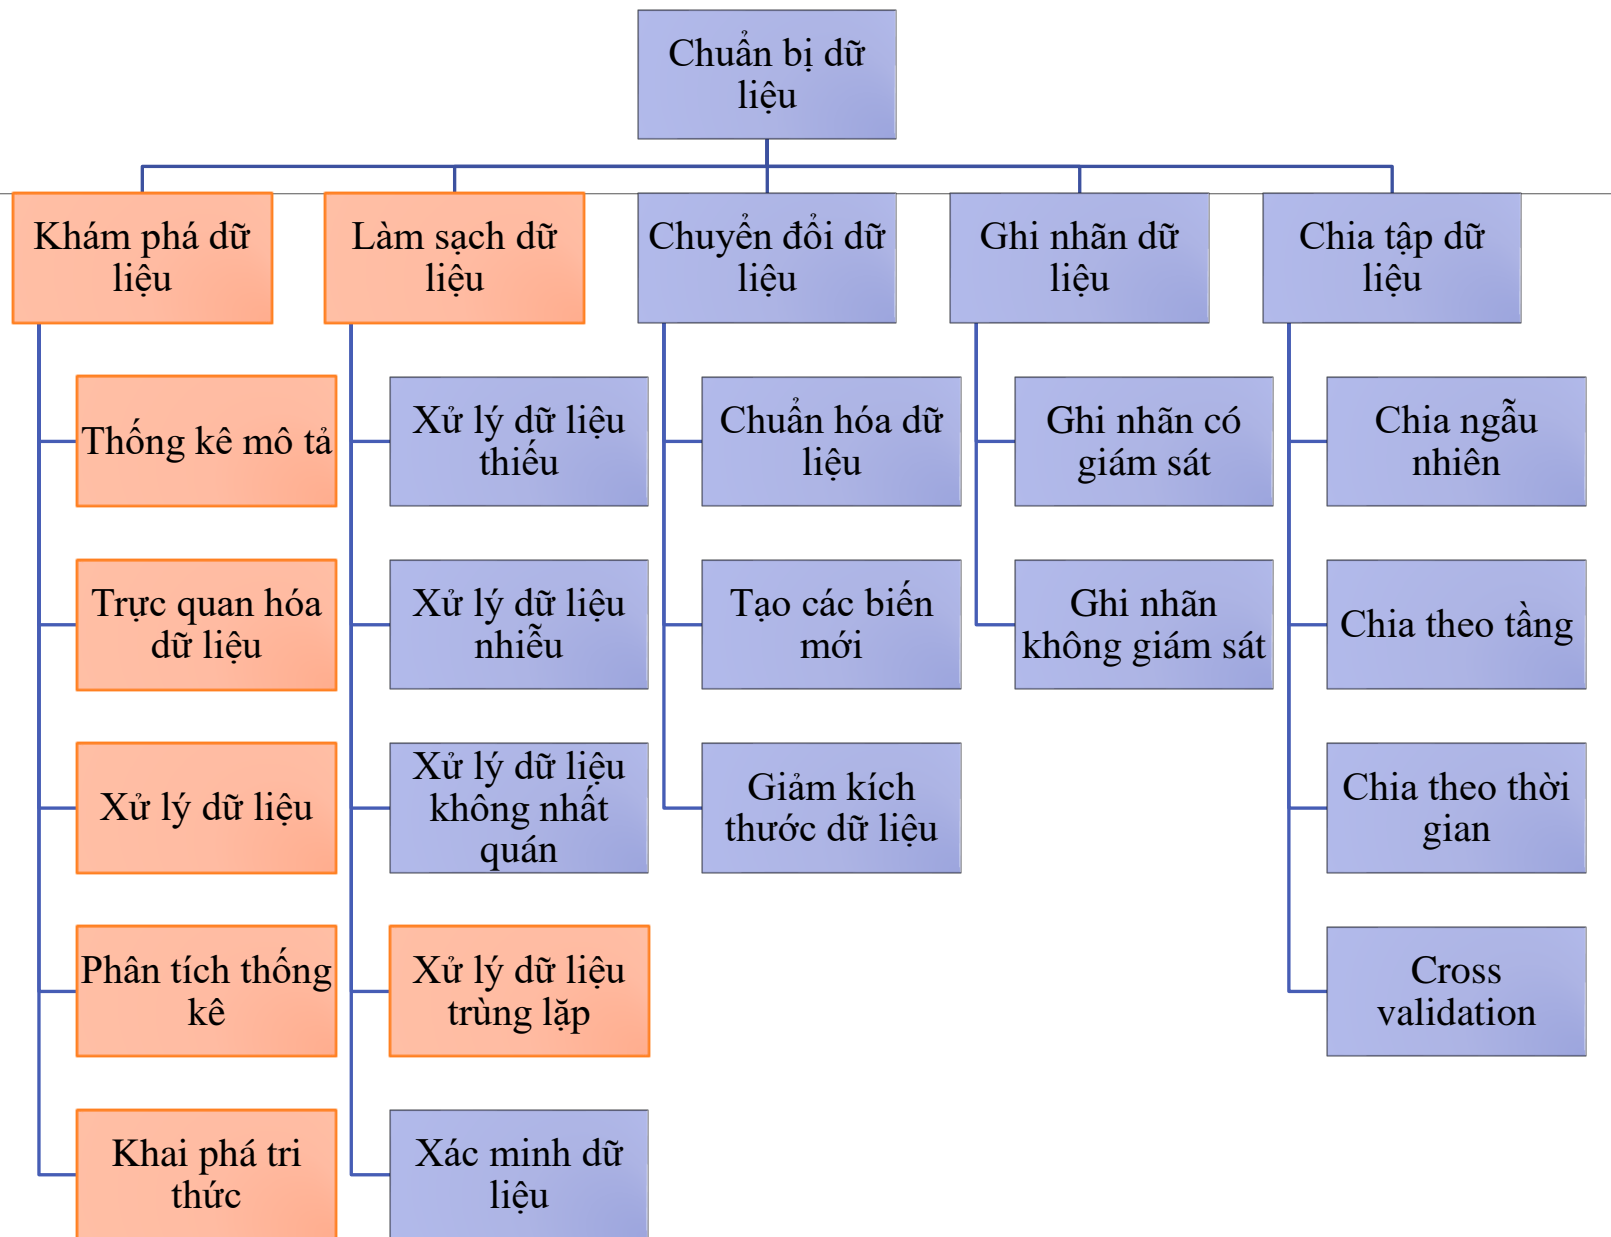 Chuẩn bị dữ
liệu
Khám phá dữ
liệu
Thống kê mô tả
Trực quan hóa
dữ liệu
Xử lý dữ liệu
Phân tích thống
kê
Khai phá tri
thức
Làm sạch dữ
liệu
Xử lý dữ liệu
thiếu
Xử lý dữ liệu
nhiễu
Xử lý dữ liệu
không nhất
quán
Xử lý dữ liệu
trùng lặp
Xác minh dữ
liệu
Chuyển đổi dữ
liệu
Chuẩn hóa dữ
liệu
Tạo các biến
mới
Giảm kích
thước dữ liệu
Ghi nhãn dữ
liệu
Ghi nhãn có
giám sát
Ghi nhãn
không giám sát
Chia tập dữ
liệu
Chia ngẫu
nhiên
Chia theo tầng
Chia theo thời
gian
Cross
validation